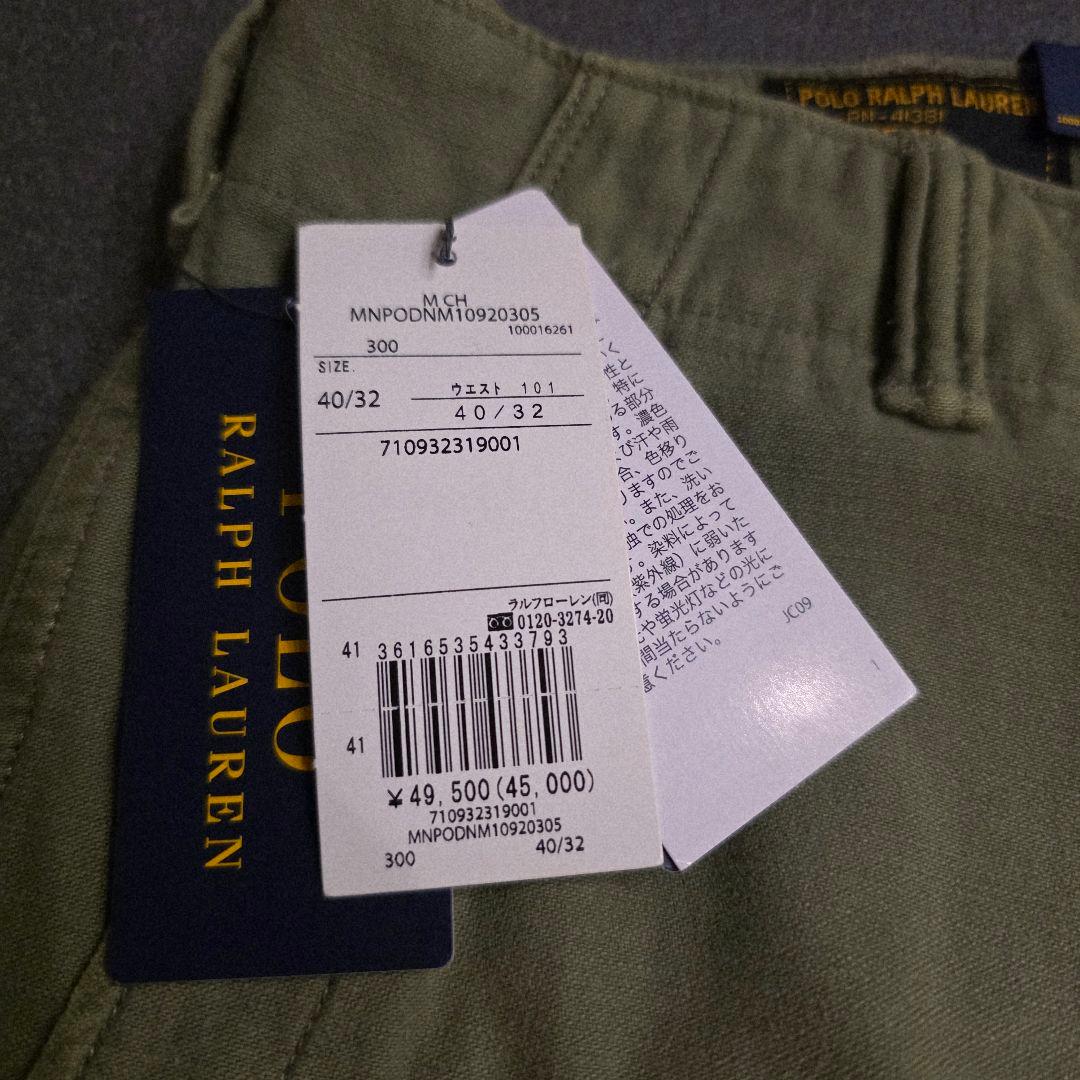 POLO RALPH LAUREN
RN-41381
M CH
MNPODNM10920305
100016261
300
SIZE.
40/32
ウエスト 101
40/32
710932319001
ラルフローレン(同)
0120-3274-20
41
3616535433793
41
¥49,500(45,000)
710932319001
MNPODNM10920305
300
40/32
POLO
RALPH LAUREN
く
性と
特に
る部分
す。濃色
び汗や雨
合、色移り
りますのでご
。また、洗い
独での処理をお
。染料によって
紫外線)に弱いた
する場合があります
や蛍光灯などの光に
間当たらないようにご
意ください。
JC09
1